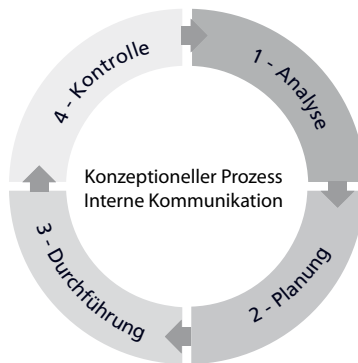 Konzeptioneller Prozess
Interne Kommunikation
1 - Analyse
2 - Planung
3 - Durchführung
4 - Kontrolle